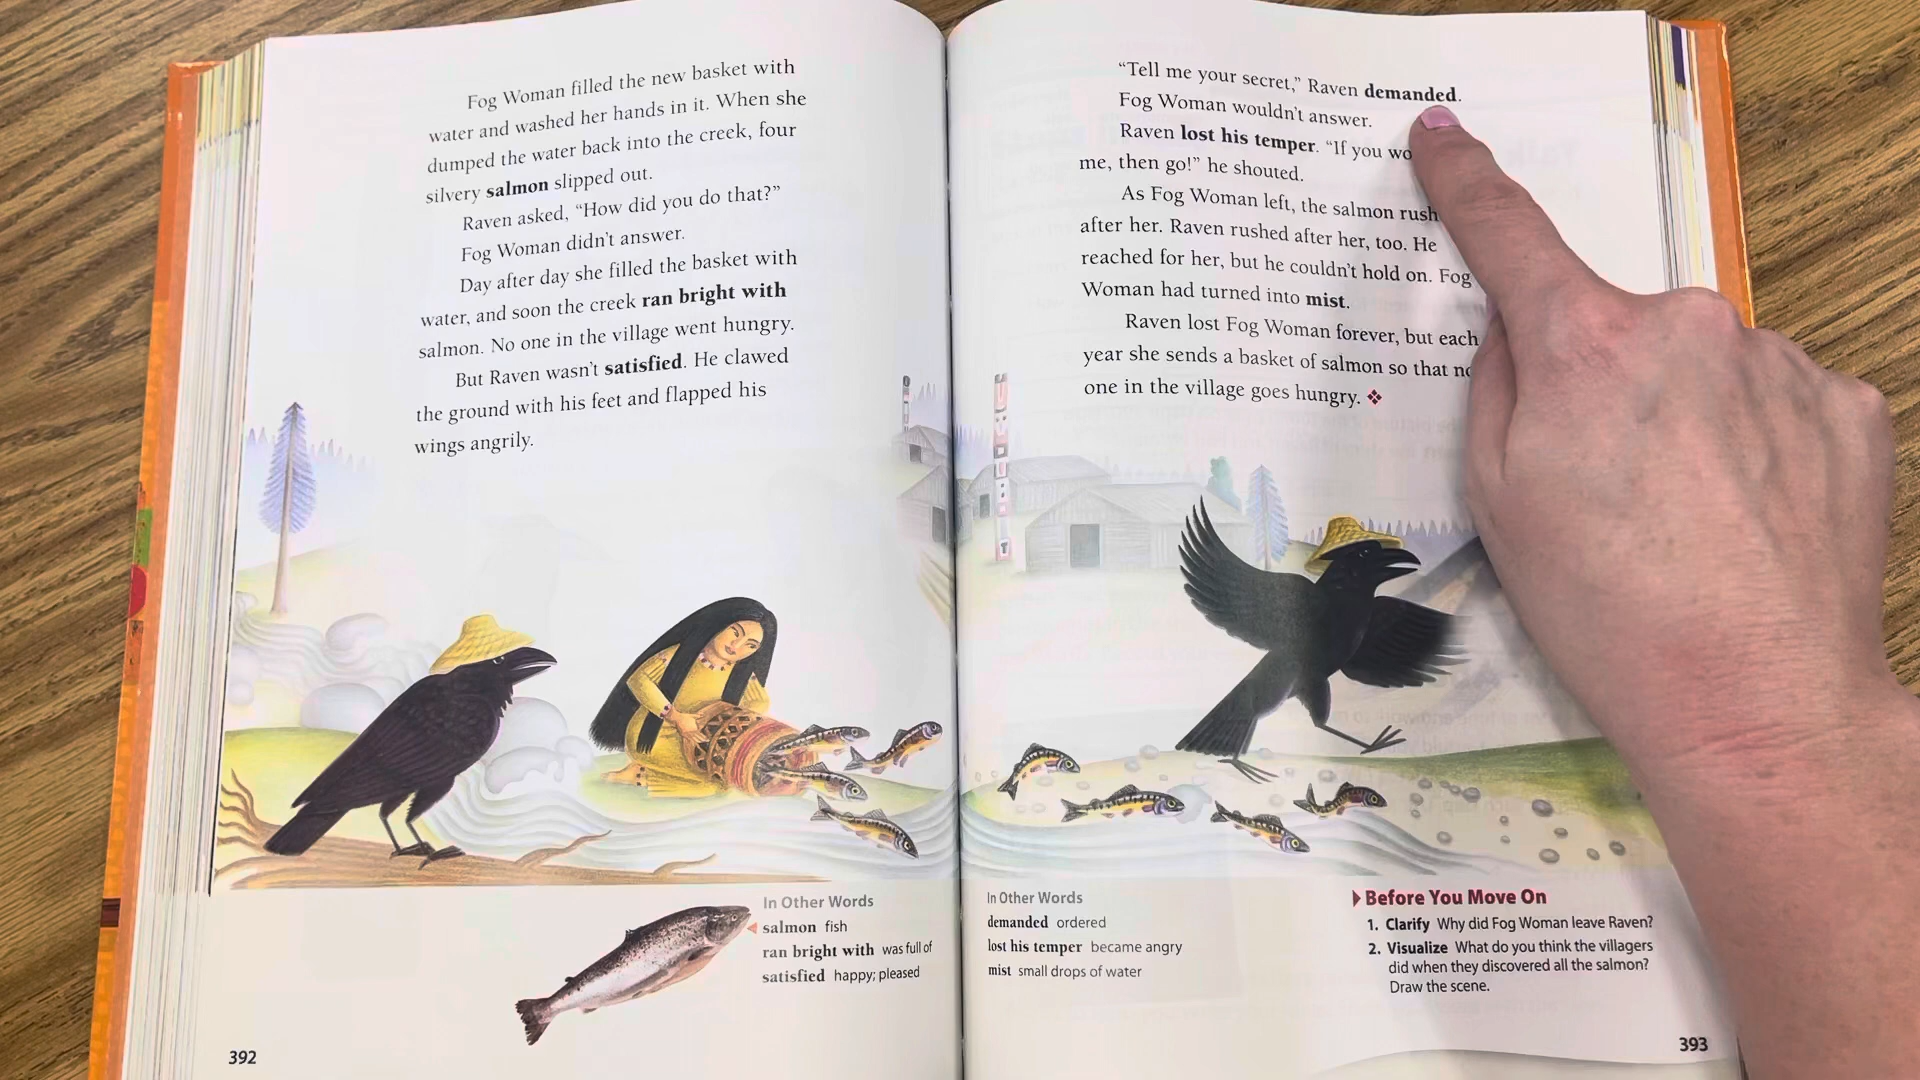 Fog Woman filled the new basket with
water and washed her hands in it. When she
dumped the water back into the creek, four
silvery salmon slipped out.
Raven asked, “How did you do that?”
Fog Woman didn’t answer.
Day after day she filled the basket with
water, and soon the creek ran bright with
salmon. No one in the village went hungry.
But Raven wasn’t satisfied. He clawed
the ground with his feet and flapped his
wings angrily.
In Other Words
salmon fish
ran bright with was full of
satisfied happy; pleased
392
“Tell me your secret,” Raven demanded.
Fog Woman wouldn’t answer.
Raven lost his temper. “If you
me, then go!” he shouted.
As Fog Woman left, the salmon
after her. Raven rushed after her, too. He
reached for her, but he couldn’t hold on. Fog
Woman had turned into mist.
Raven lost Fog Woman forever, but each
year she sends a basket of salmon so that
one in the village goes hungry. ❖
In Other Words
demanded ordered
lost his temper became angry
mist small drops of water
Before You Move On
1. Clarify Why did Fog Woman leave Raven?
2. Visualize What do you think the villagers
did when they discovered all the salmon?
Draw the scene.
393